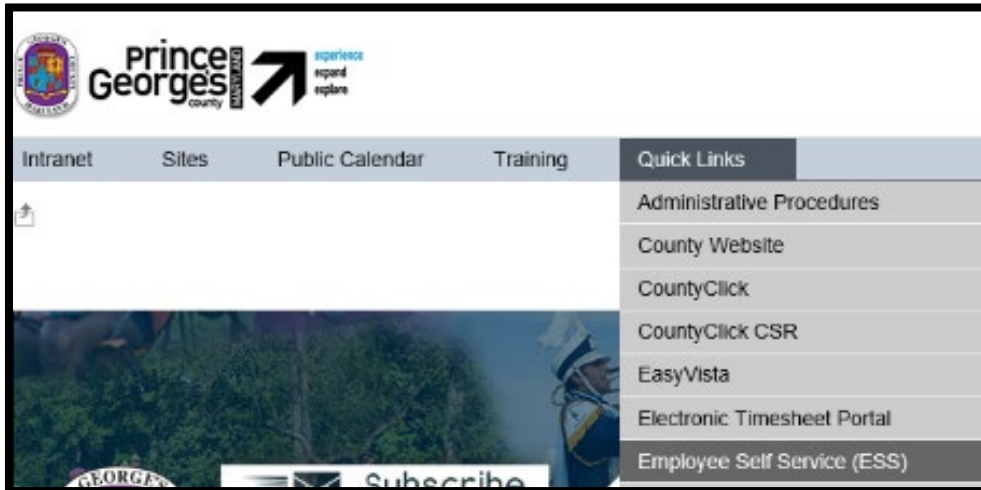 Prince
George's
county
MARYLAND
experience
expand
explore
Intranet Sites Public Calendar Training Quick Links
Administrative Procedures
County Website
CountyClick
CountyClick CSR
EasyVista
Electronic Timesheet Portal
Employee Self Service (ESS)
GEORGE'S
Subscribe